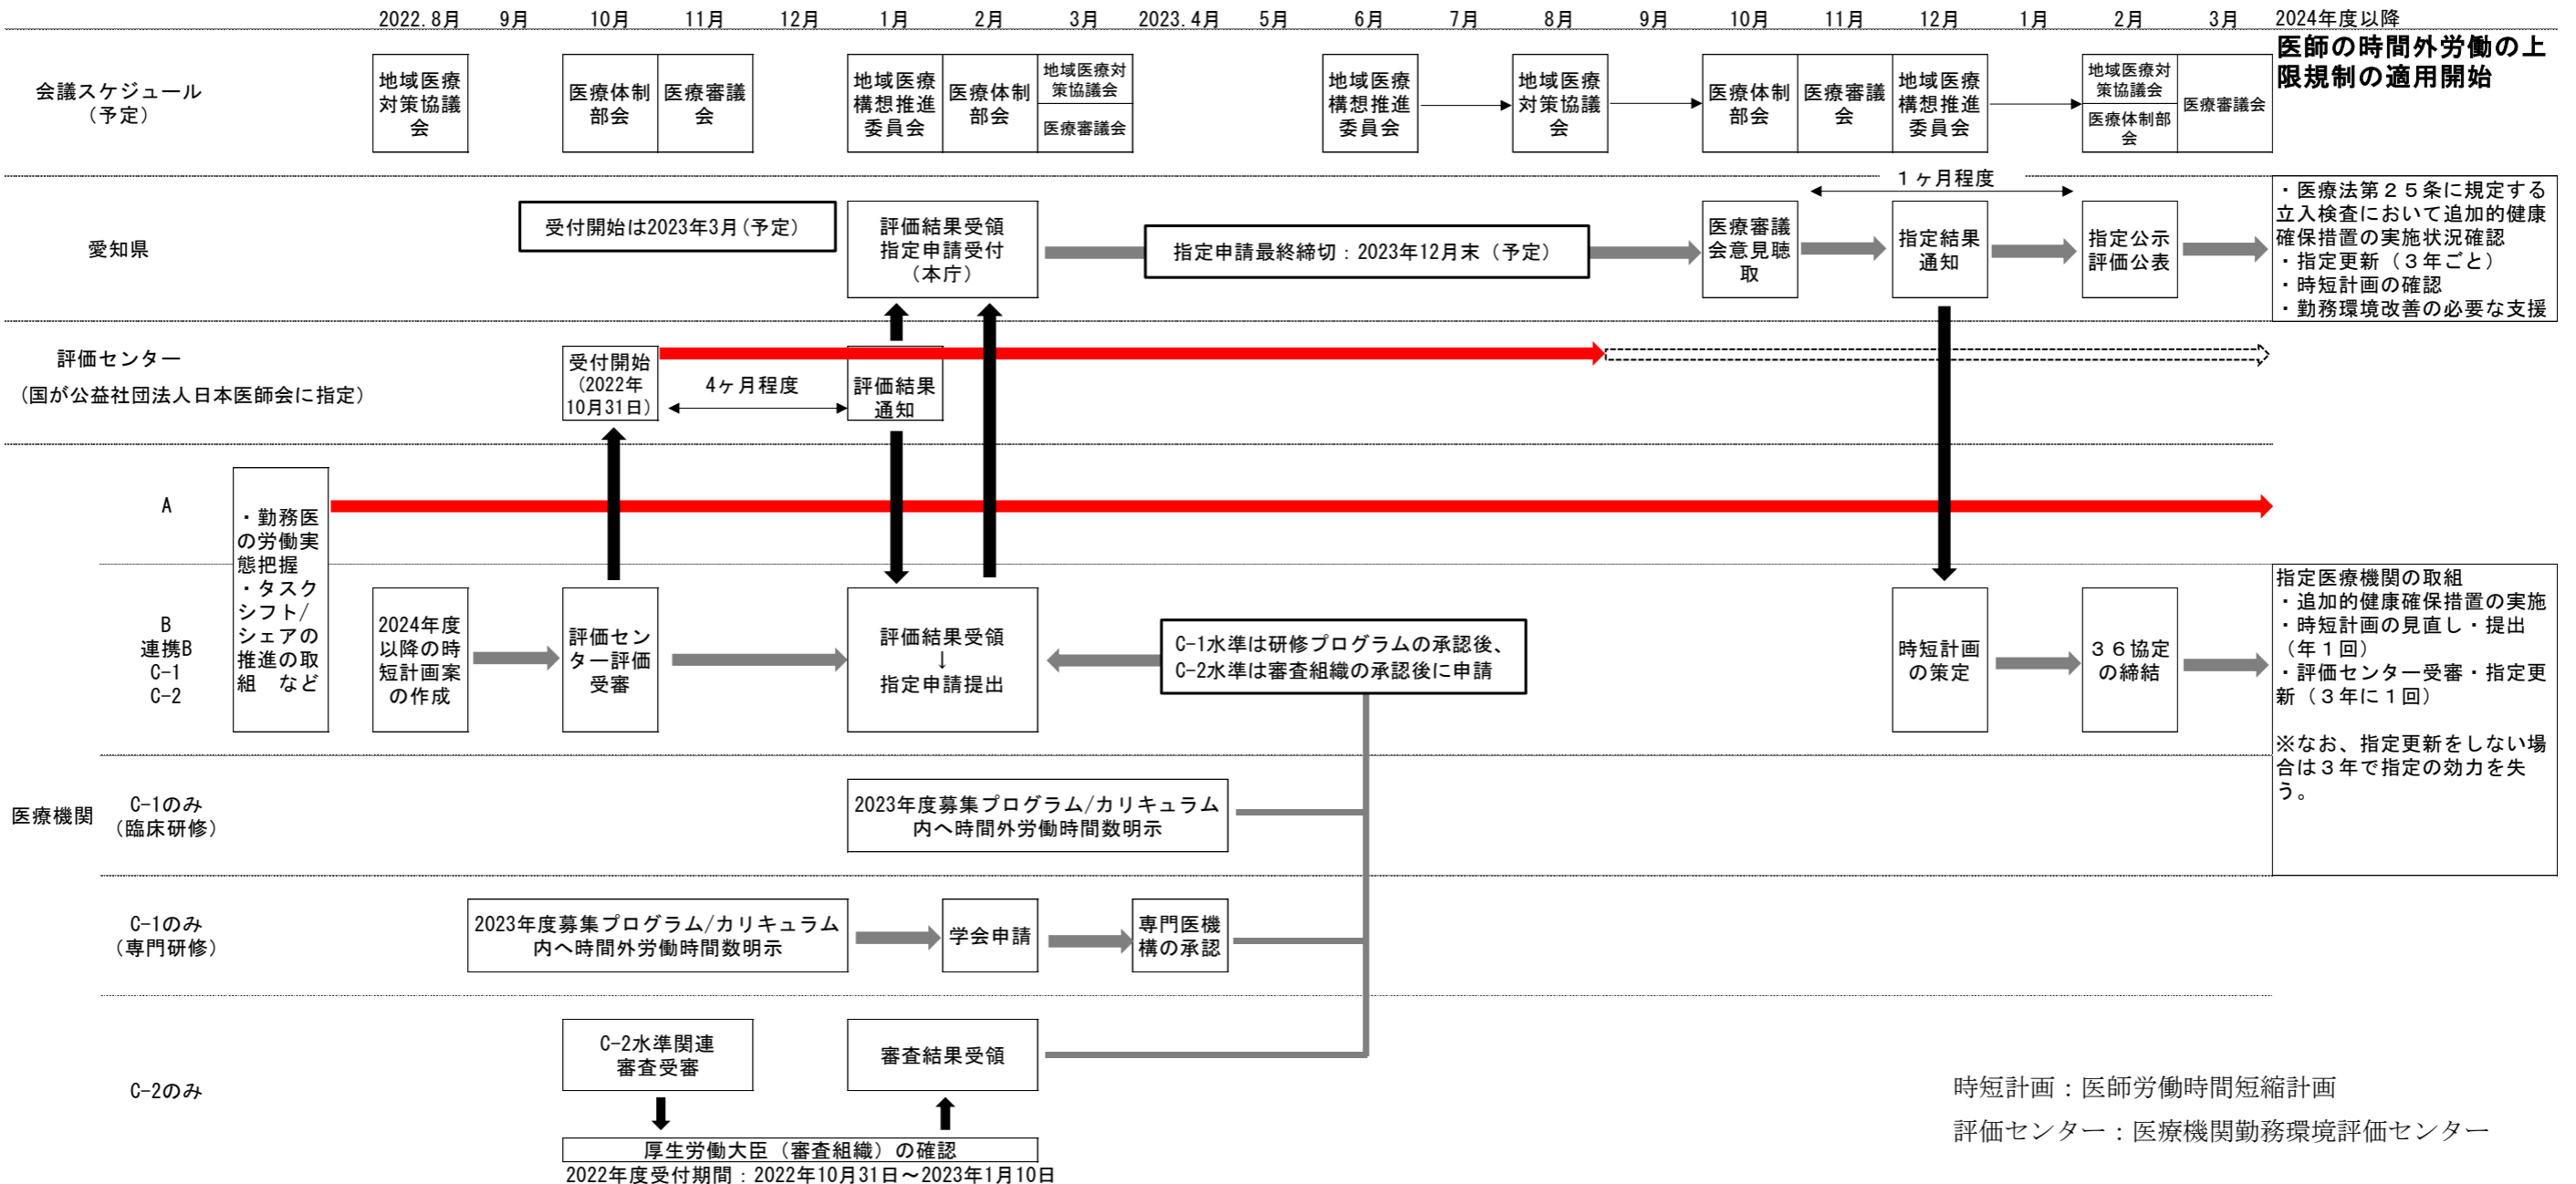 2022.8月 9月 10月 11月 12月 1月 2月 3月 2023.4月 5月 6月 7月 8月 9月 10月 11月 12月 1月 2月 3月 2024年度以降
会議スケジュール
（予定）
地域医療
対策協議
会
医療体制
部会
医療審議
会
地域医療
構想推進
委員会
医療体制
部会
地域医療対
策協議会
医療審議会
地域医療
構想推進
委員会
地域医療
対策協議
会
医療体制
部会
医療審議
会
地域医療
構想推進
委員会
地域医療対
策協議会
医療体制部
会
医療審議会
医師の時間外労働の上
限規制の適用開始
愛知県
受付開始は2023年3月(予定)
評価結果受領
指定申請受付
（本庁）
指定申請最終締切：2023年12月末（予定）
医療審議
会意見聴
取
１ヶ月程度
指定結果
通知
指定公示
評価公表
・医療法第２５条に規定する
立入検査において追加的健康
確保措置の実施状況確認
・指定更新（３年ごと）
・時短計画の確認
・勤務環境改善の必要な支援
評価センター
（国が公益社団法人日本医師会に指定）
受付開始
（2022年
10月31日）
4ヶ月程度
評価結果
通知
医療機関
A
・勤務医
の労働実
態把握
・タスク
シフト/
シェアの
推進の取
組　など
B
連携B
C-1
C-2
2024年度
以降の時
短計画案
の作成
評価セン
ター評価
受審
評価結果受領
↓
指定申請提出
C-1水準は研修プログラムの承認後、
C-2水準は審査組織の承認後に申請
時短計画
の策定
３６協定
の締結
指定医療機関の取組
・追加的健康確保措置の実施
・時短計画の見直し・提出
（年１回）
・評価センター受審・指定更
新（３年に１回）
※なお、指定更新をしない場
合は３年で指定の効力を失
う。
C-1のみ
（臨床研修）
2023年度募集プログラム/カリキュラム
内へ時間外労働時間数明示
C-1のみ
（専門研修）
2023年度募集プログラム/カリキュラム
内へ時間外労働時間数明示
学会申請
専門医機
構の承認
C-2のみ
C-2水準関連
審査受審
審査結果受領
厚生労働大臣（審査組織）の確認
2022年度受付期間：2022年10月31日～2023年1月10日
時短計画：医師労働時間短縮計画
評価センター：医療機関勤務環境評価センター